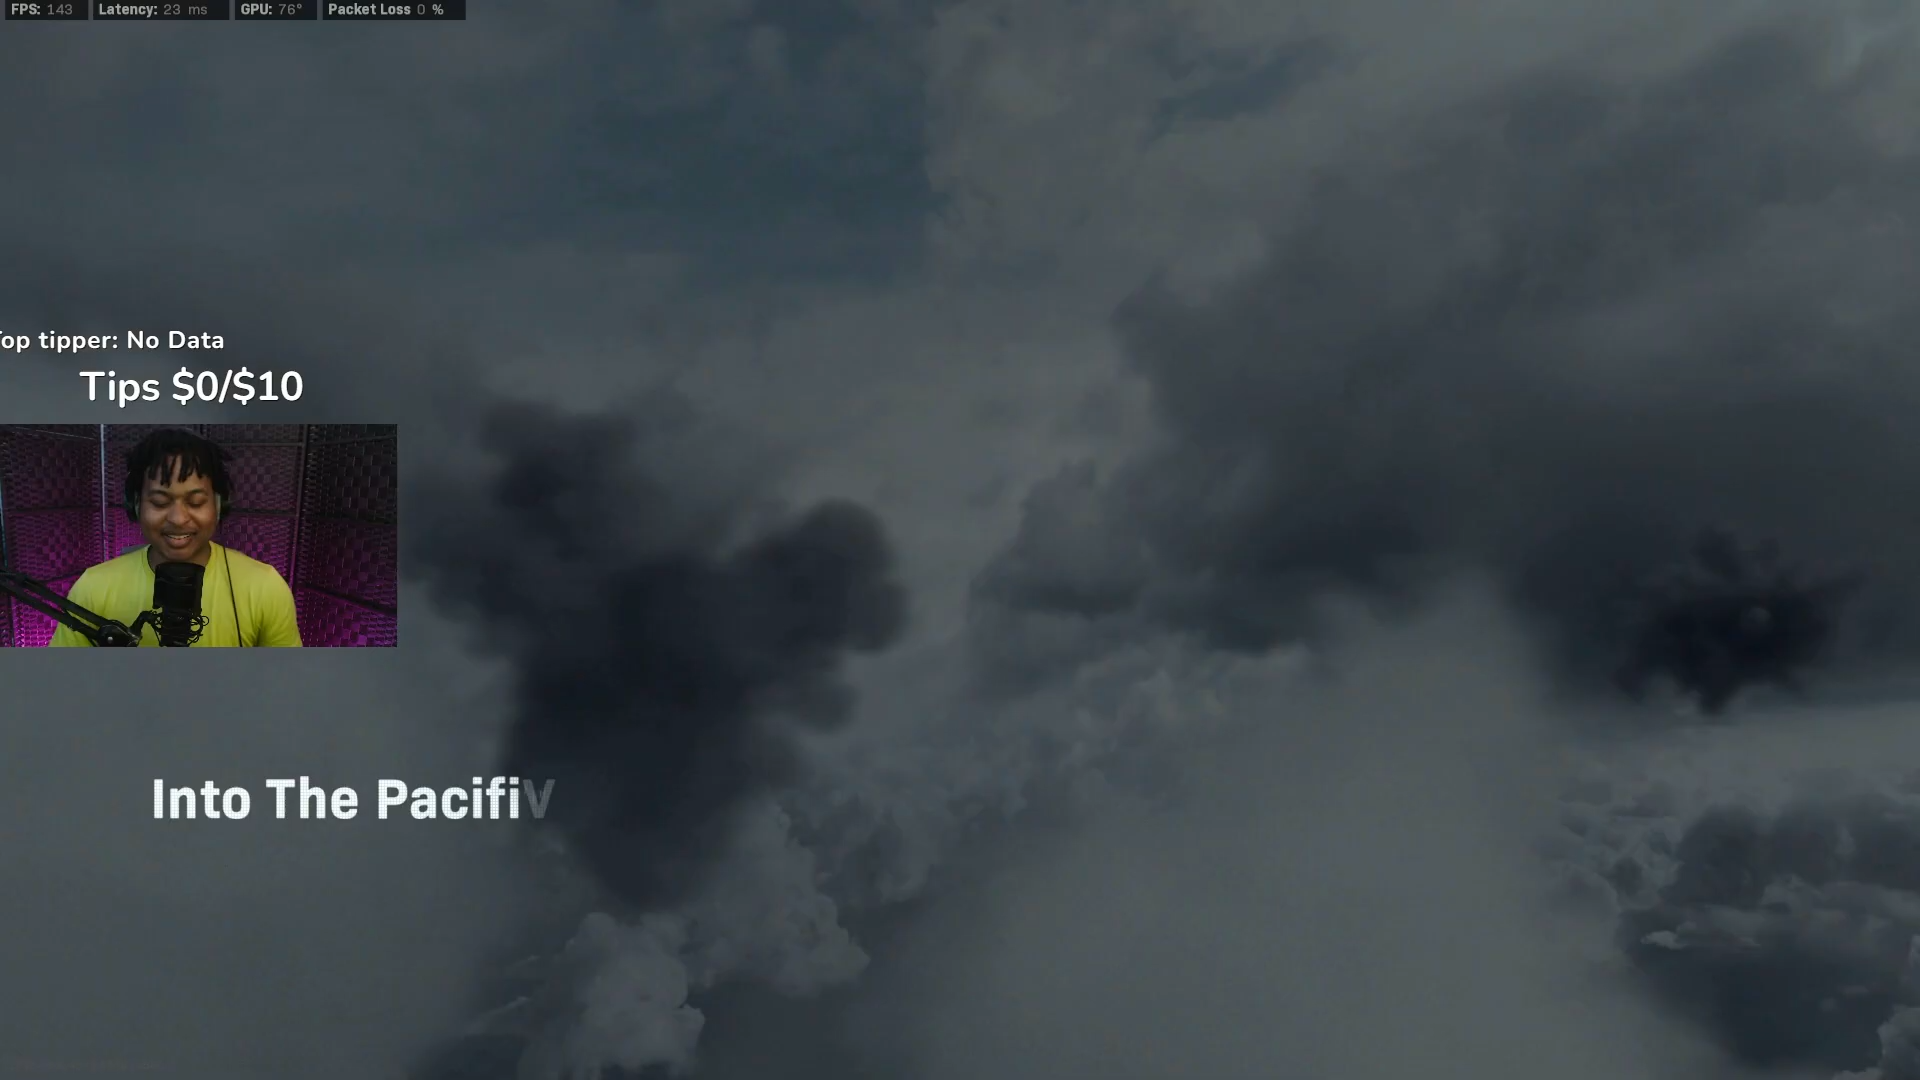 FPS: 143 Latency: 23 ms GPU: 76° Packet Loss 0 %
Top tipper: No Data
Tips $0/$10
Into The PacifiV